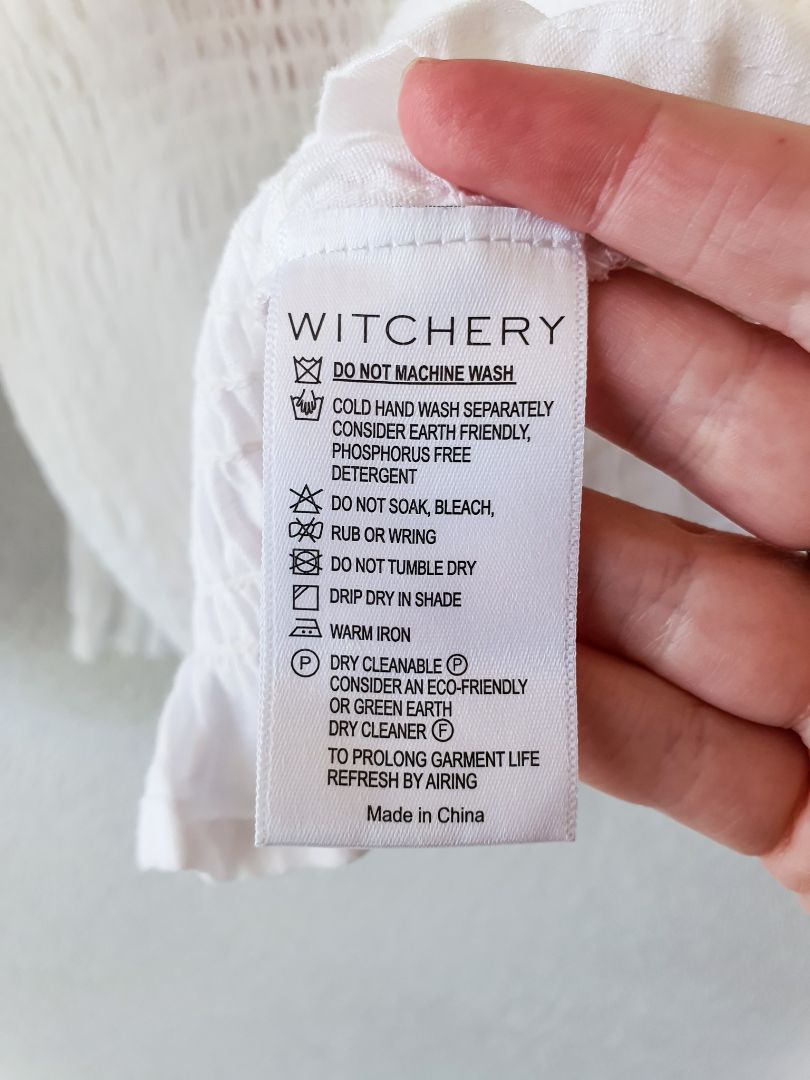 WITCHERY
DO NOT MACHINE WASH
COLD HAND WASH SEPARATELY
CONSIDER EARTH FRIENDLY,
PHOSPHORUS FREE
DETERGENT
DO NOT SOAK, BLEACH,
RUB OR WRING
DO NOT TUMBLE DRY
DRIP DRY IN SHADE
WARM IRON
P DRY CLEANABLE P
CONSIDER AN ECO-FRIENDLY
OR GREEN EARTH
DRY CLEANER F
TO PROLONG GARMENT LIFE
REFRESH BY AIRING
Made in China